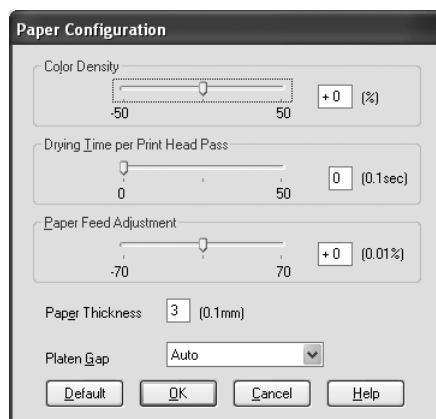 Paper Configuration
Color Density
-50 50 +0 (%)
Drying Time per Print Head Pass
0 50 0 (0.1sec)
Paper Feed Adjustment
-70 70 +0 (0.01%)
Paper Thickness 3 (0.1mm)
Platen Gap Auto
Default OK Cancel Help